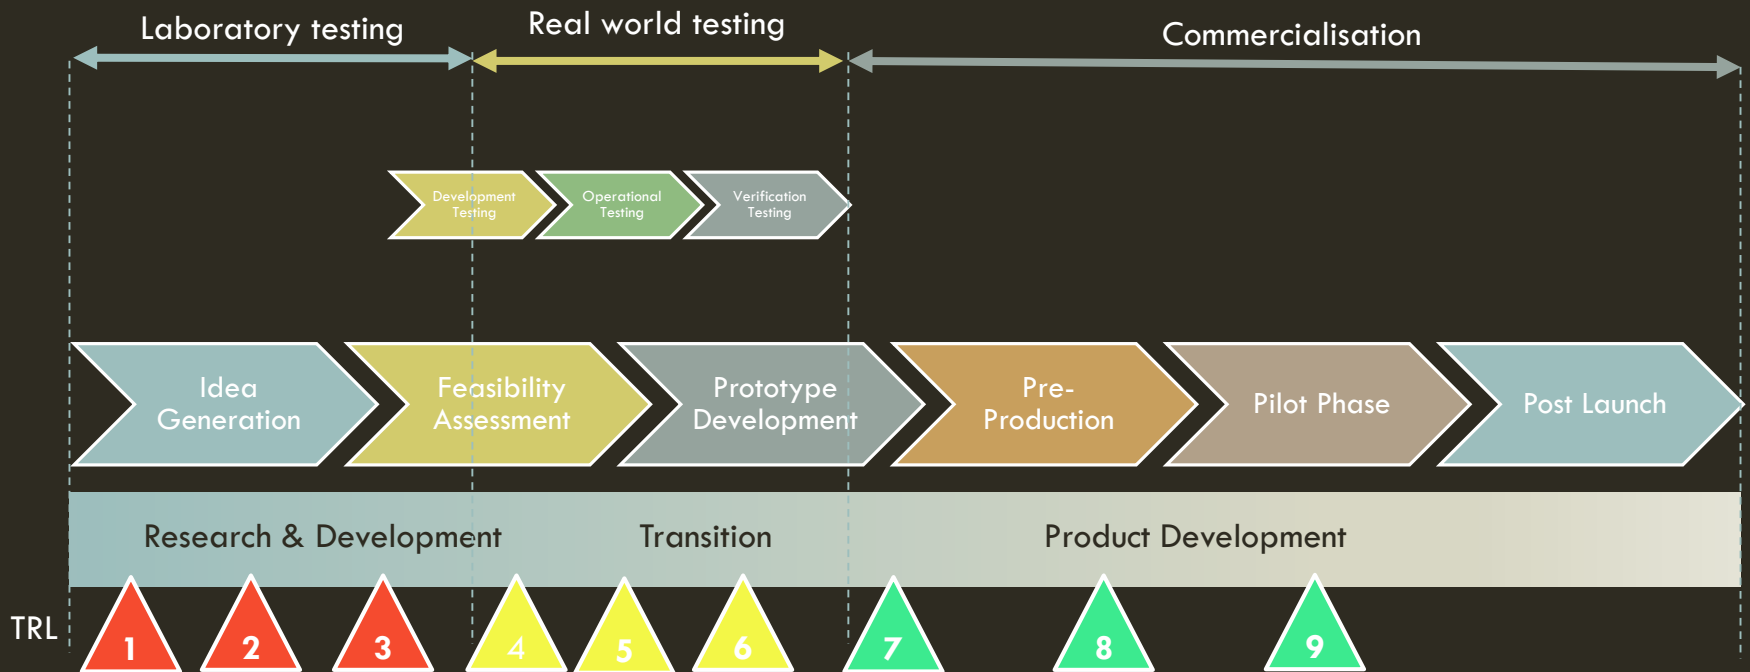 Laboratory testing
Real world testing
Commercialisation
Development
Testing
Operational
Testing
Verification
Testing
Idea
Generation
Feasibility
Assessment
Prototype
Development
Pre-
Production
Pilot Phase
Post Launch
Research & Development
Transition
Product Development
TRL
1
2
3
4
5
6
7
8
9